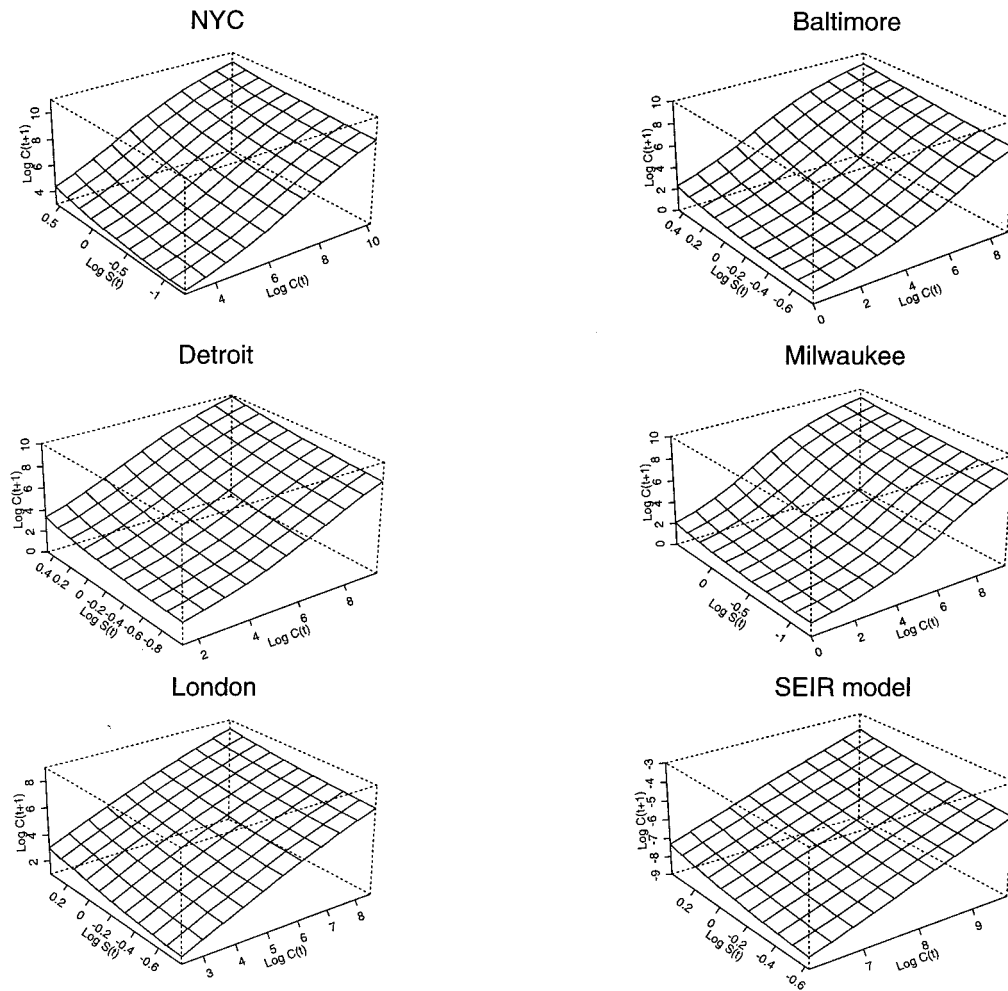 NYC
Log C(t+1)
4 6 8 10
0.5 0 -0.5 -1
Log S(t)
4 6 8 10
Log C(t)
Baltimore
Log C(t+1)
0 2 4 6 8 10
0.4 0.2 0 -0.2 -0.4 -0.6
Log S(t)
0 2 4 6 8
Log C(t)
Detroit
Log C(t+1)
0 2 4 6 8 10
0.4 0.2 0 -0.2 -0.4 -0.6 -0.8
Log S(t)
2 4 6 8
Log C(t)
Milwaukee
Log C(t+1)
0 2 4 6 8 10
0 -0.5 -1
Log S(t)
0 2 4 6 8
Log C(t)
London
Log C(t+1)
2 4 6 8
0.2 0 -0.2 -0.4 -0.6
Log S(t)
3 4 5 6 7 8
Log C(t)
SEIR model
Log C(t+1)
-9 -8 -7 -6 -5 -4 -3
0.2 0 -0.2 -0.4 -0.6
Log S(t)
7 8 9
Log C(t)